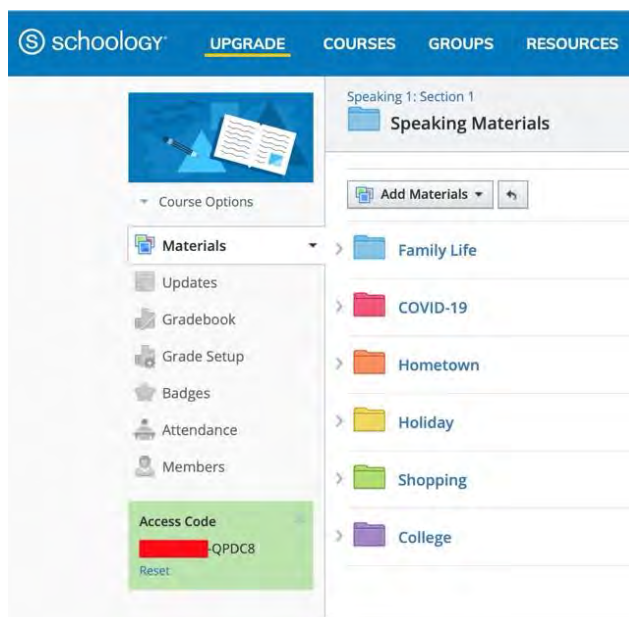 S schoology UPGRADE COURSES GROUPS RESOURCES
Speaking 1: Section 1
Speaking Materials
Course Options
Add Materials
Materials
Updates
Gradebook
Grade Setup
Badges
Attendance
Members
Access Code
-QPDC8
Reset
Family Life
COVID-19
Hometown
Holiday
Shopping
College